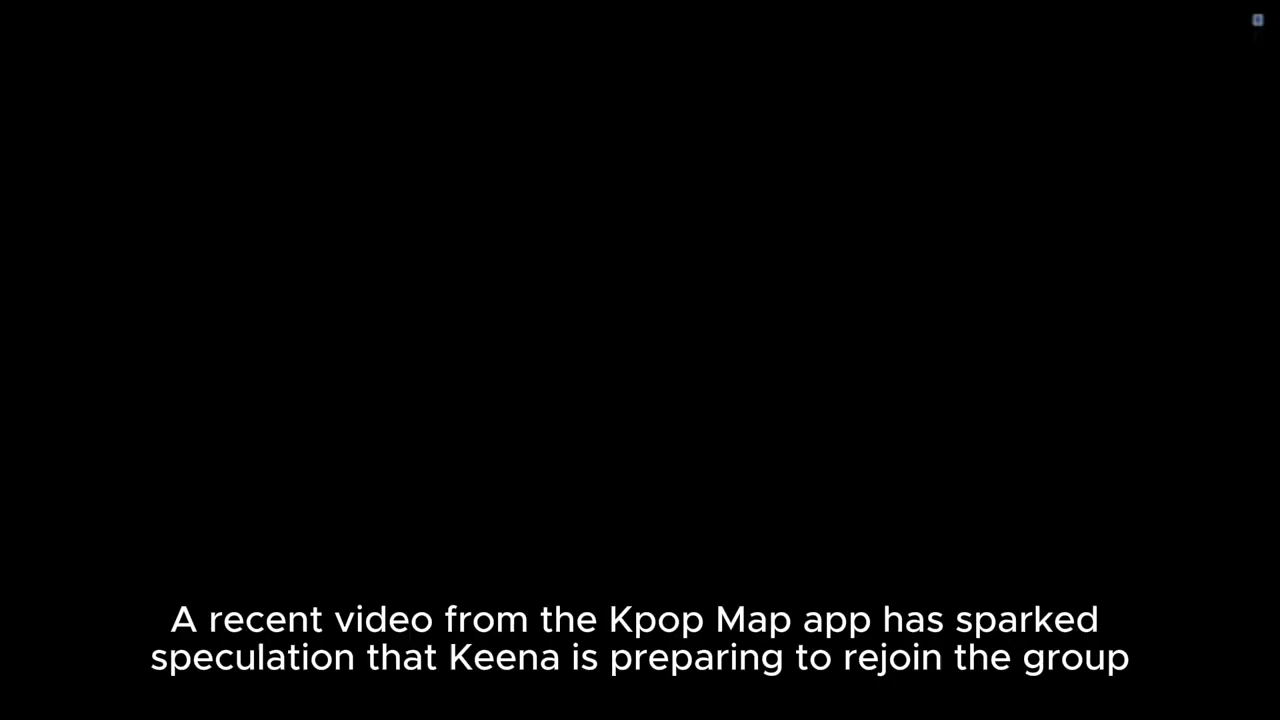 A recent video from the Kpop Map app has sparked
speculation that Keena is preparing to rejoin the group